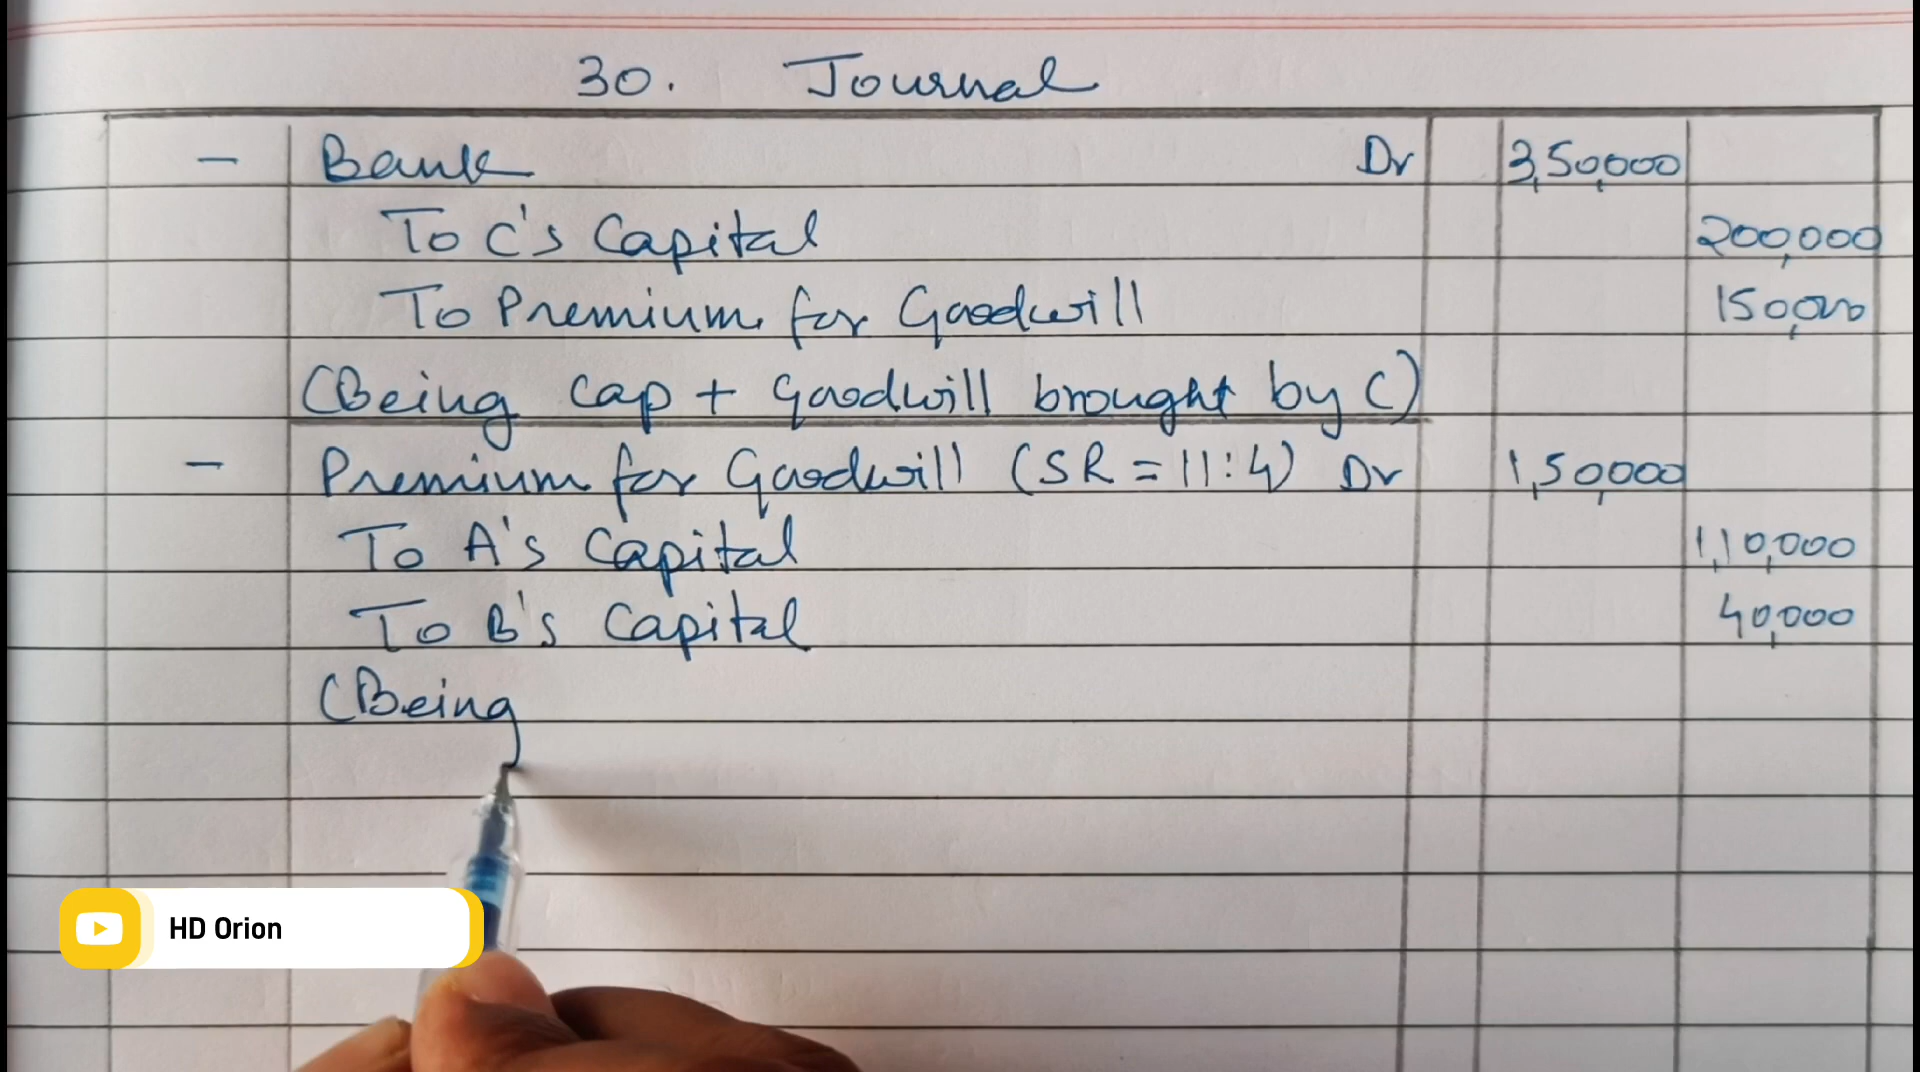 30. Journal
- Bank Dr 3,50,000
To C's Capital 200,000
To Premium for Goodwill 150,000
(Being cap + Goodwill brought by C)
- Premium for Goodwill (SR = 11:4) Dr 1,50,000
To A's Capital 1,10,000
To B's Capital 40,000
(Being
HD Orion